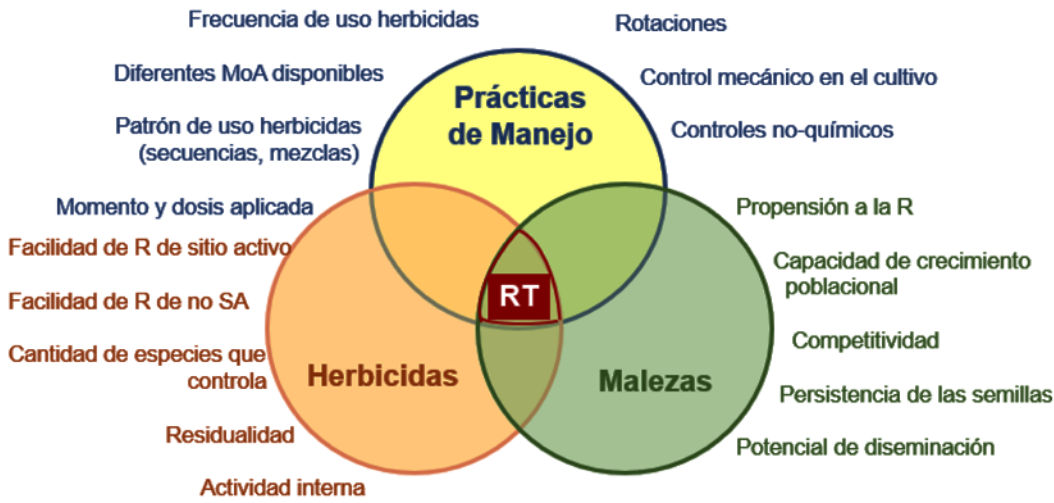 Frecuencia de uso herbicidas
Rotaciones
Diferentes MoA disponibles
Control mecánico en el cultivo
Prácticas
de Manejo
Patrón de uso herbicidas
(secuencias, mezclas)
Controles no-químicos
Momento y dosis aplicada
Propensión a la R
Facilidad de R de sitio activo
Capacidad de crecimiento
poblacional
Facilidad de R de no SA
RT
Competitividad
Cantidad de especies que
controla
Herbicidas
Malezas
Persistencia de las semillas
Residualidad
Potencial de diseminación
Actividad interna